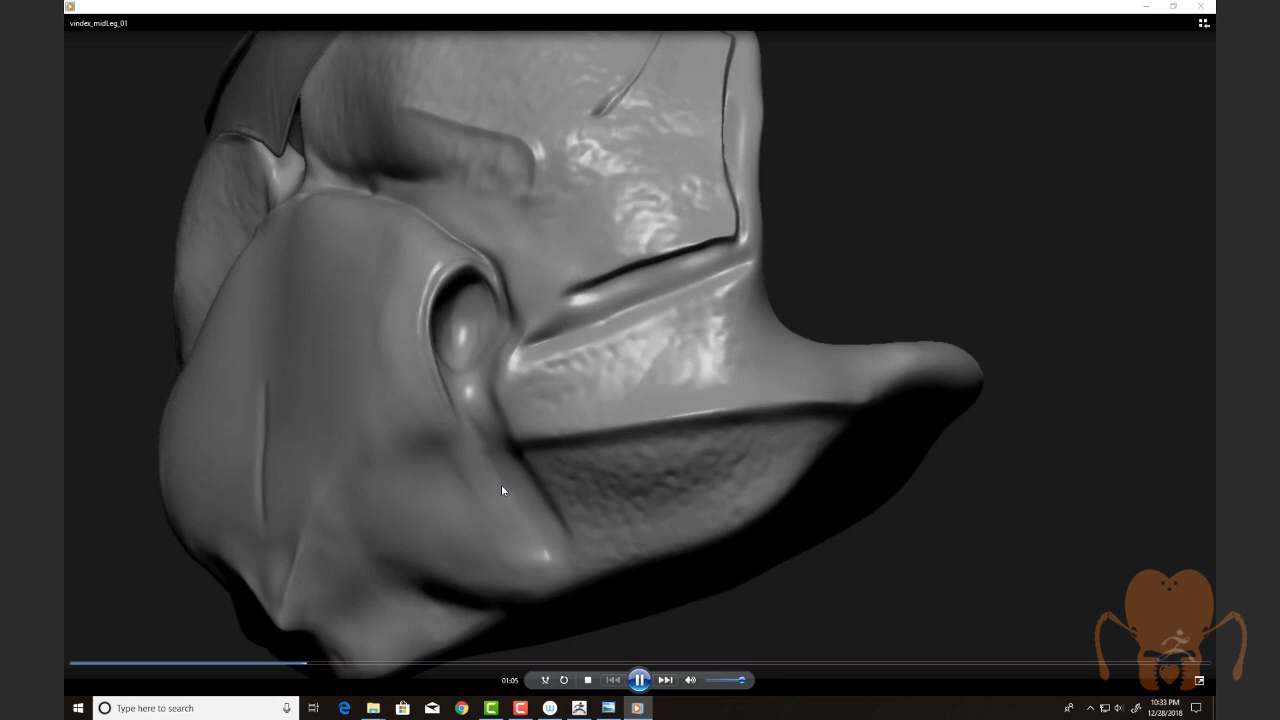 vindex_midLeg_01
01:05
Type here to search
10:33 PM
12/28/2018